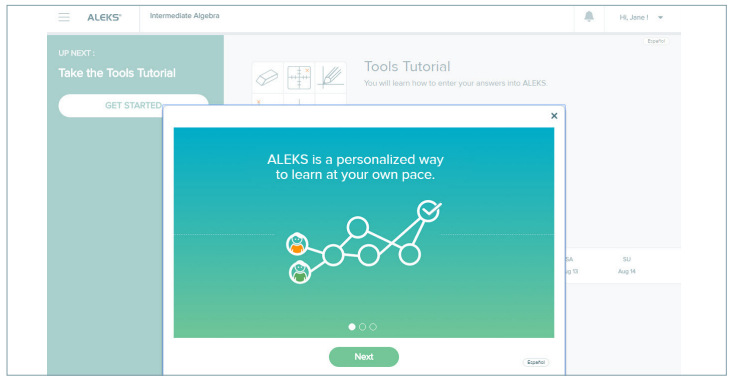 ALEKS®
Intermediate Algebra
Hi, Jane !
Español
UP NEXT :
Take the Tools Tutorial
GET STARTED
Tools Tutorial
You will learn how to enter your answers into ALEKS.
ALEKS is a personalized way
to learn at your own pace.
SA
SU
ug 13
Aug 14
Next
Español